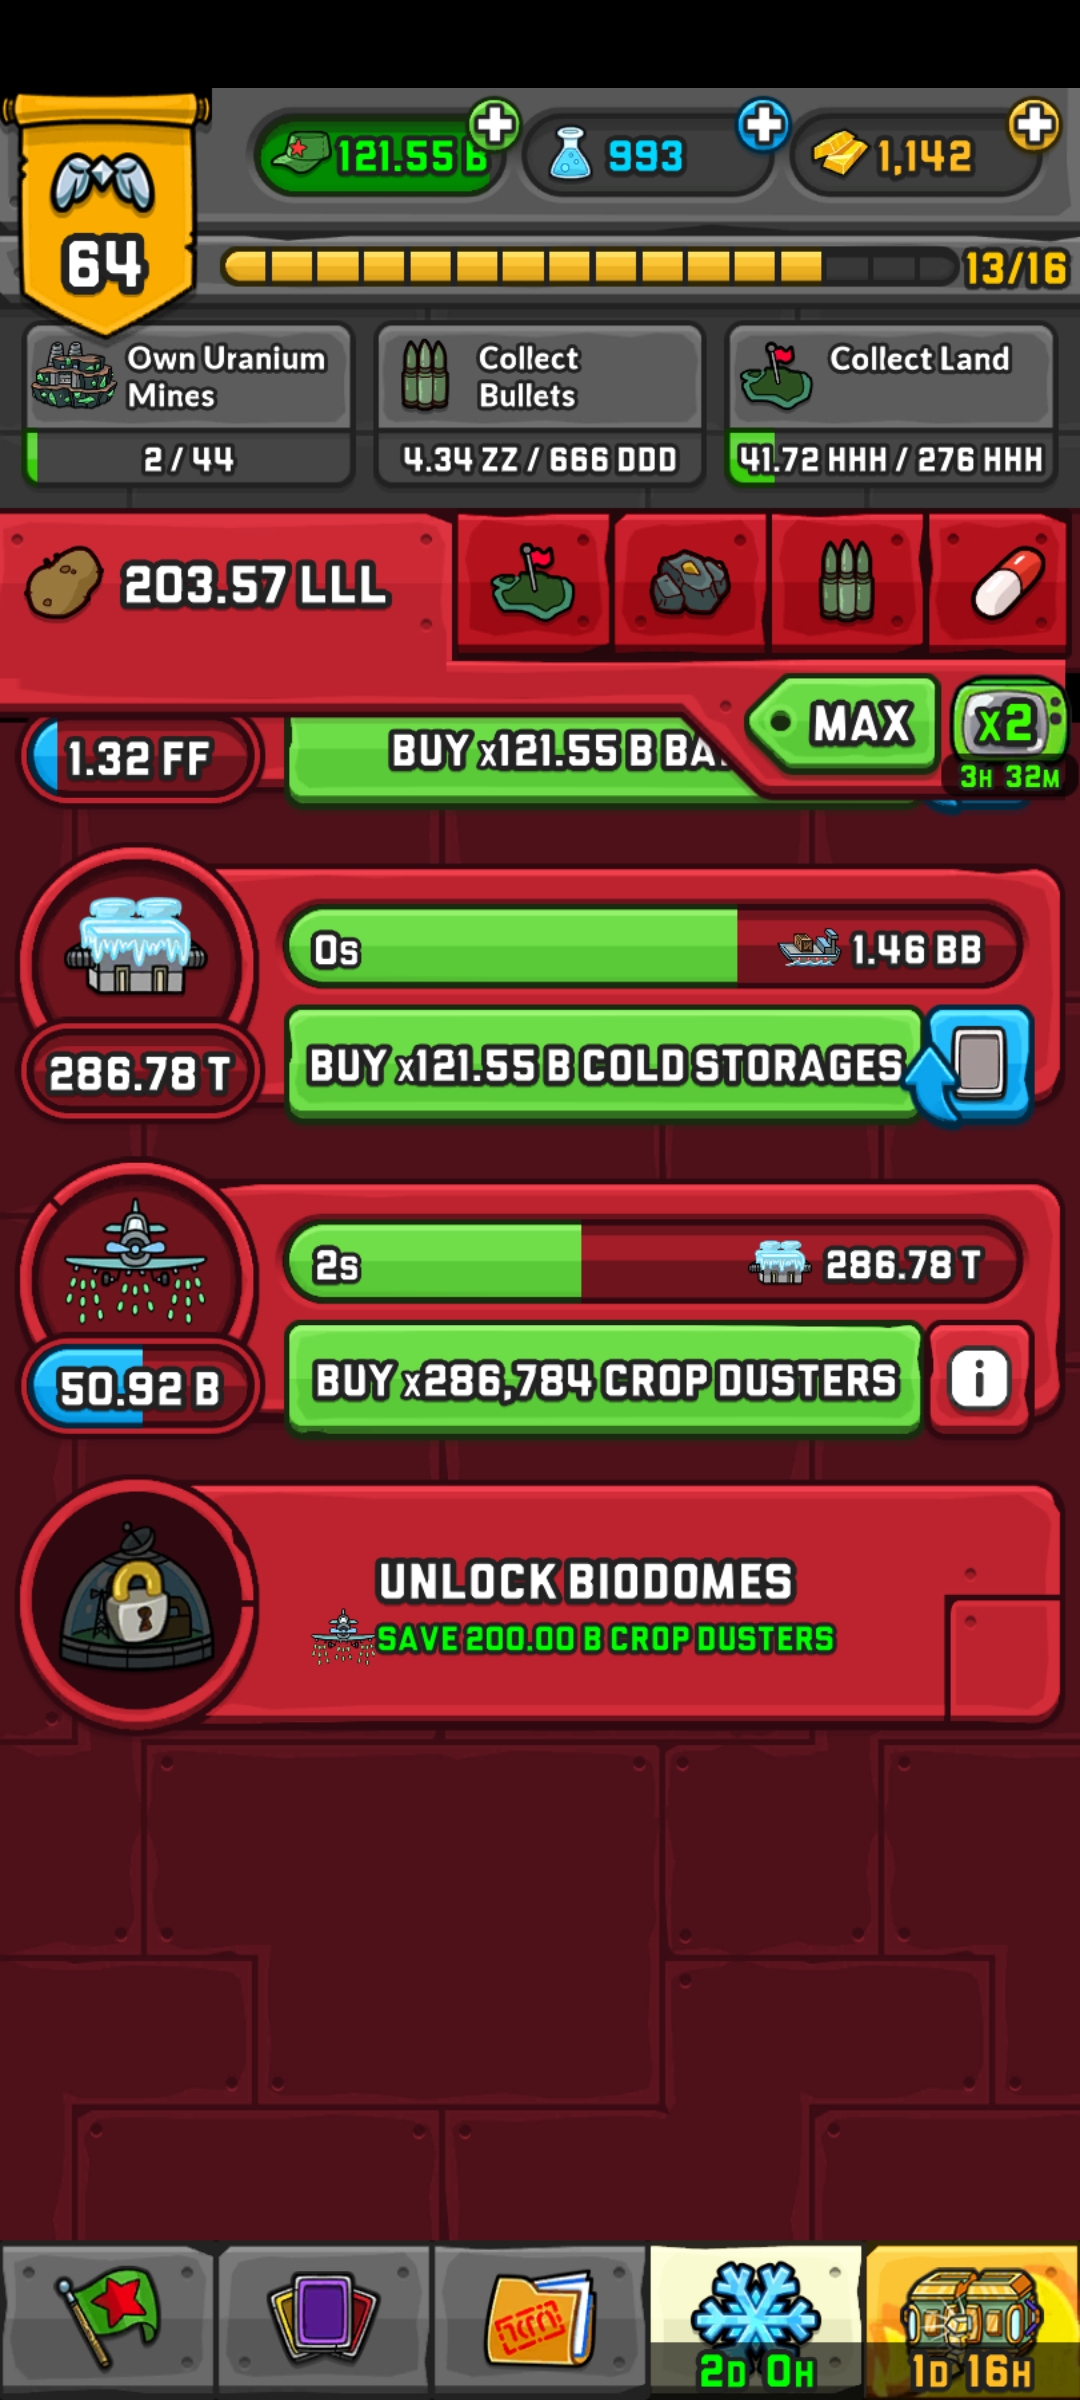 121.55 B
993
1,142
64
13/16
Own Uranium
Mines
2 / 44
Collect
Bullets
4.34 ZZ / 666 DDD
Collect Land
41.72 HHH / 276 HHH
203.57 LLL
MAX
x2
3H 32M
1.32 FF
BUY x121.55 B BA
0s
1.46 BB
286.78 T
BUY x121.55 B COLD STORAGES
2s
286.78 T
50.92 B
BUY x286,784 CROP DUSTERS
i
UNLOCK BIODOMES
SAVE 200.00 B CROP DUSTERS
2D 0H
1D 16H